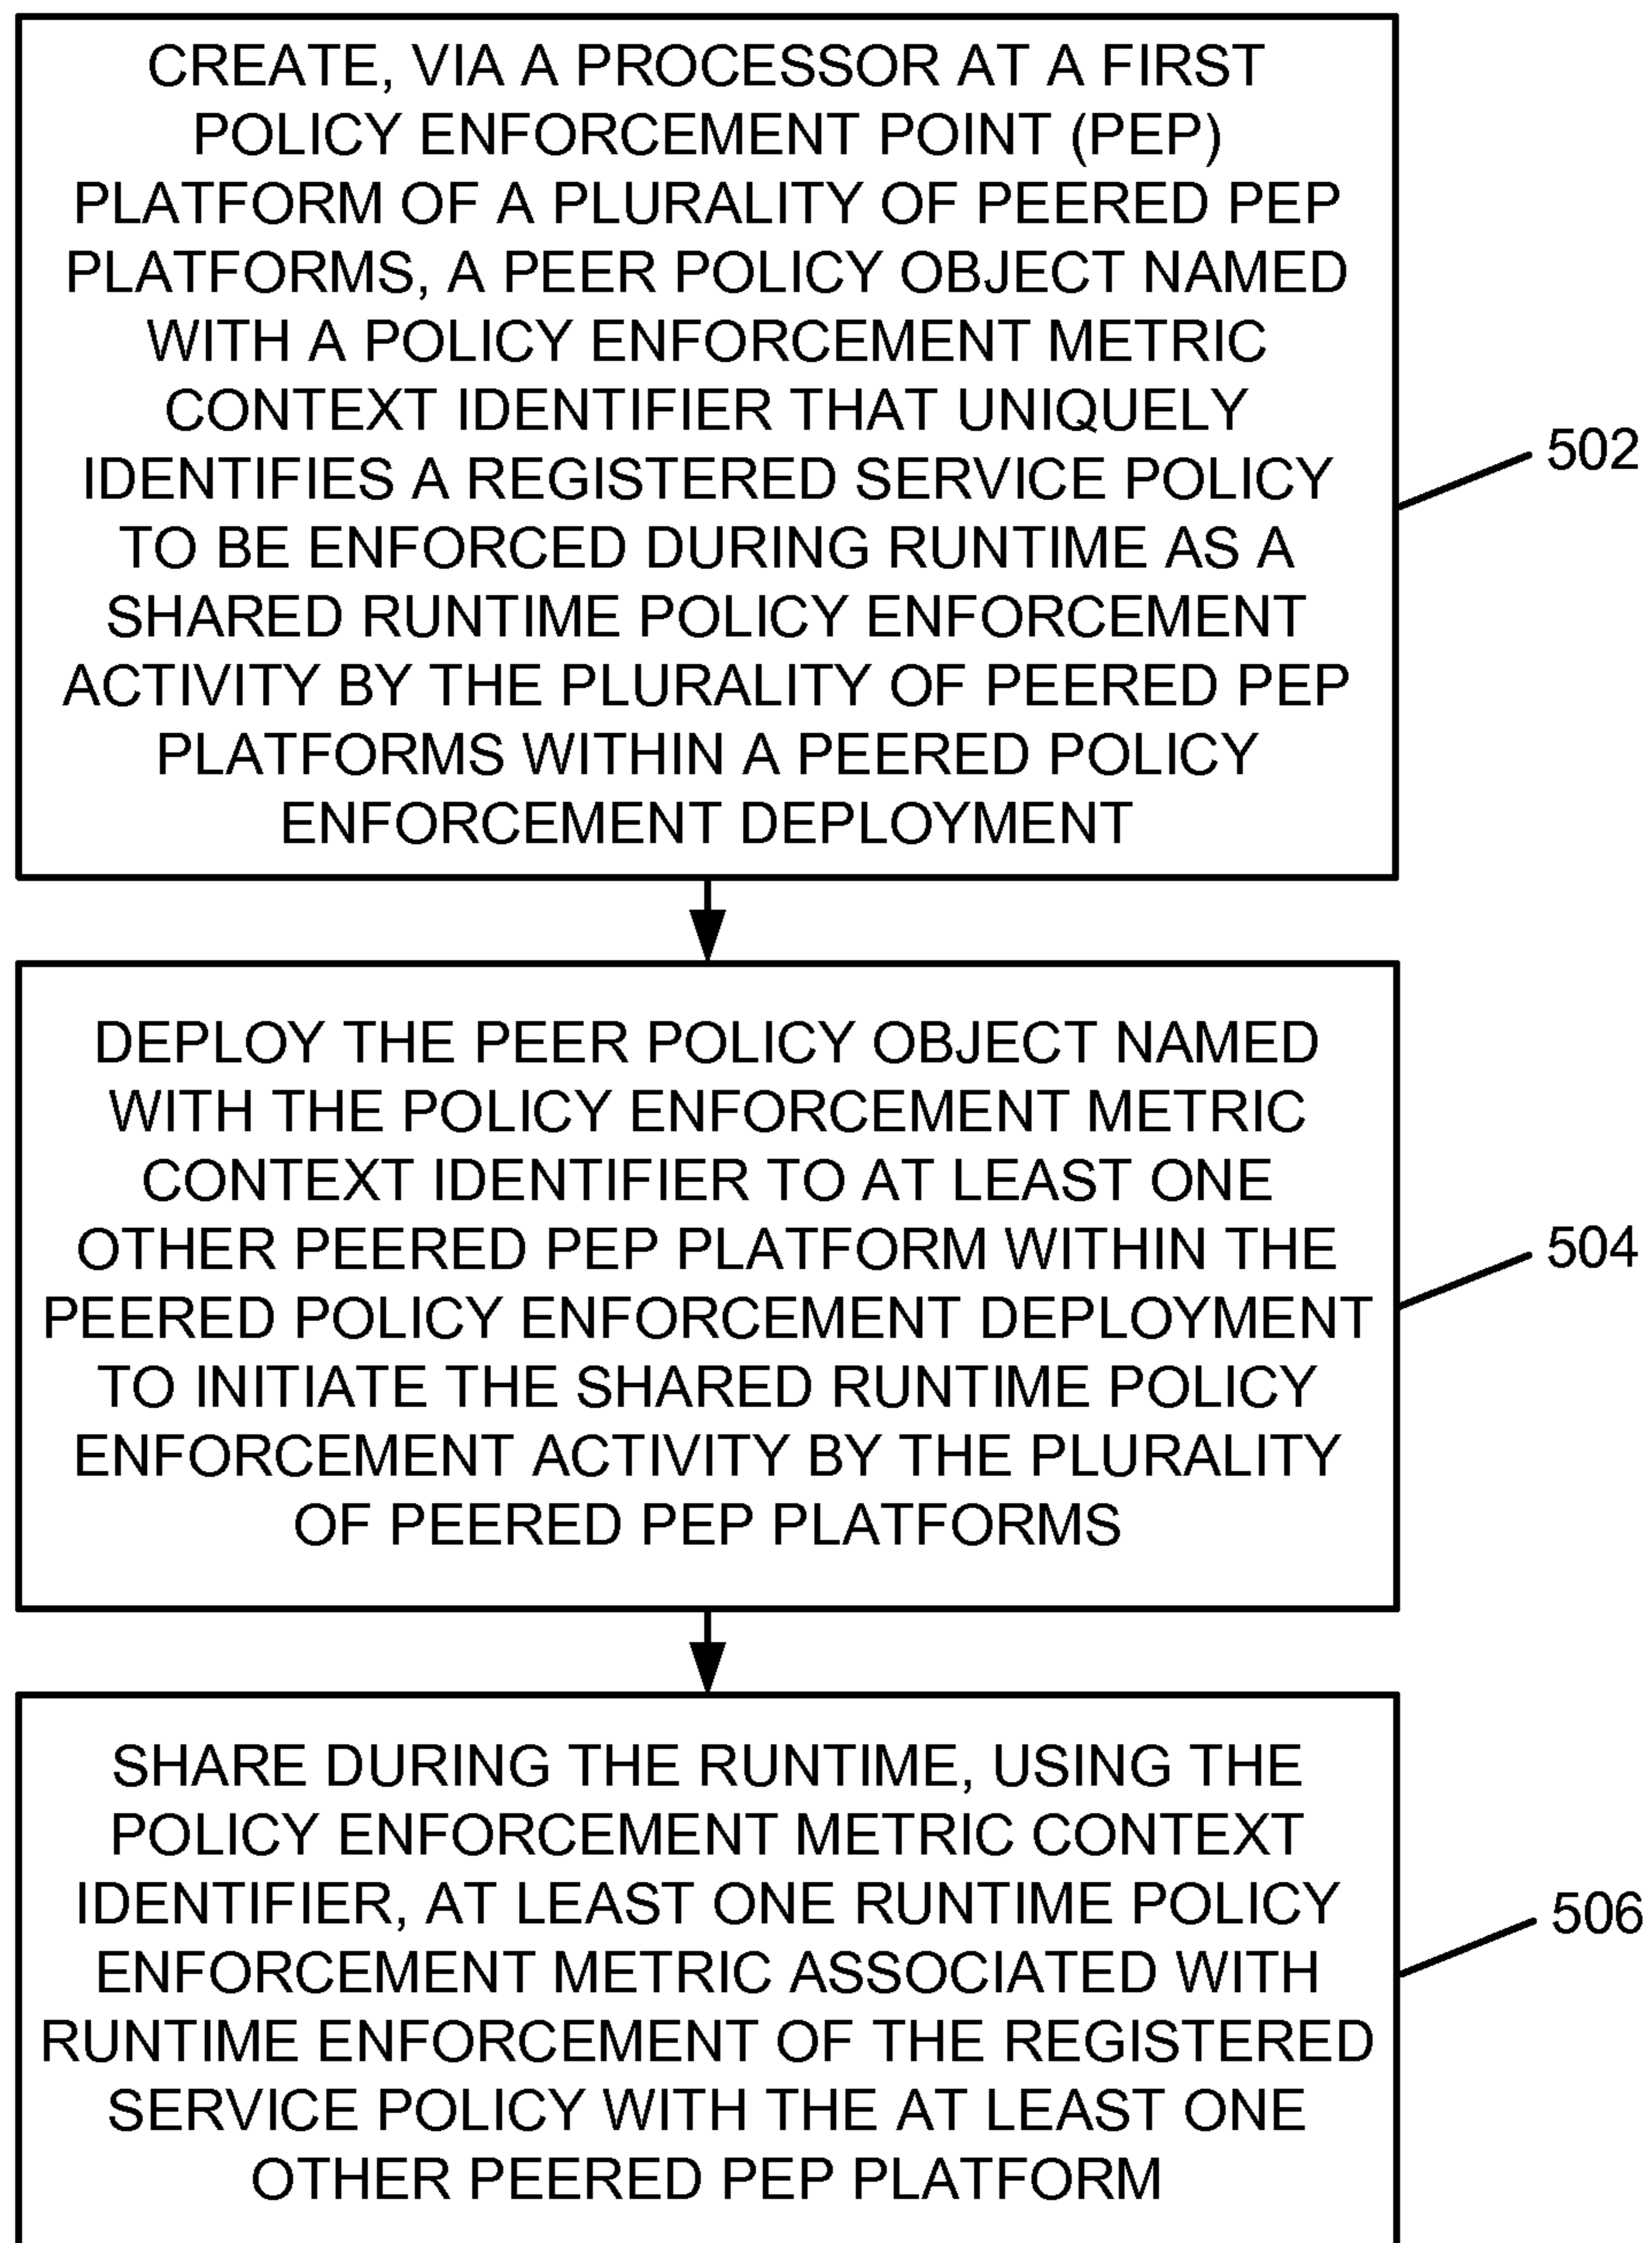 CREATE, VIA A PROCESSOR AT A FIRST
POLICY ENFORCEMENT POINT (PEP)
PLATFORM OF A PLURALITY OF PEERED PEP
PLATFORMS, A PEER POLICY OBJECT NAMED
WITH A POLICY ENFORCEMENT METRIC
CONTEXT IDENTIFIER THAT UNIQUELY
IDENTIFIES A REGISTERED SERVICE POLICY
TO BE ENFORCED DURING RUNTIME AS A
SHARED RUNTIME POLICY ENFORCEMENT
ACTIVITY BY THE PLURALITY OF PEERED PEP
PLATFORMS WITHIN A PEERED POLICY
ENFORCEMENT DEPLOYMENT
502
DEPLOY THE PEER POLICY OBJECT NAMED
WITH THE POLICY ENFORCEMENT METRIC
CONTEXT IDENTIFIER TO AT LEAST ONE
OTHER PEERED PEP PLATFORM WITHIN THE
PEERED POLICY ENFORCEMENT DEPLOYMENT
TO INITIATE THE SHARED RUNTIME POLICY
ENFORCEMENT ACTIVITY BY THE PLURALITY
OF PEERED PEP PLATFORMS
504
SHARE DURING THE RUNTIME, USING THE
POLICY ENFORCEMENT METRIC CONTEXT
IDENTIFIER, AT LEAST ONE RUNTIME POLICY
ENFORCEMENT METRIC ASSOCIATED WITH
RUNTIME ENFORCEMENT OF THE REGISTERED
SERVICE POLICY WITH THE AT LEAST ONE
OTHER PEERED PEP PLATFORM
506